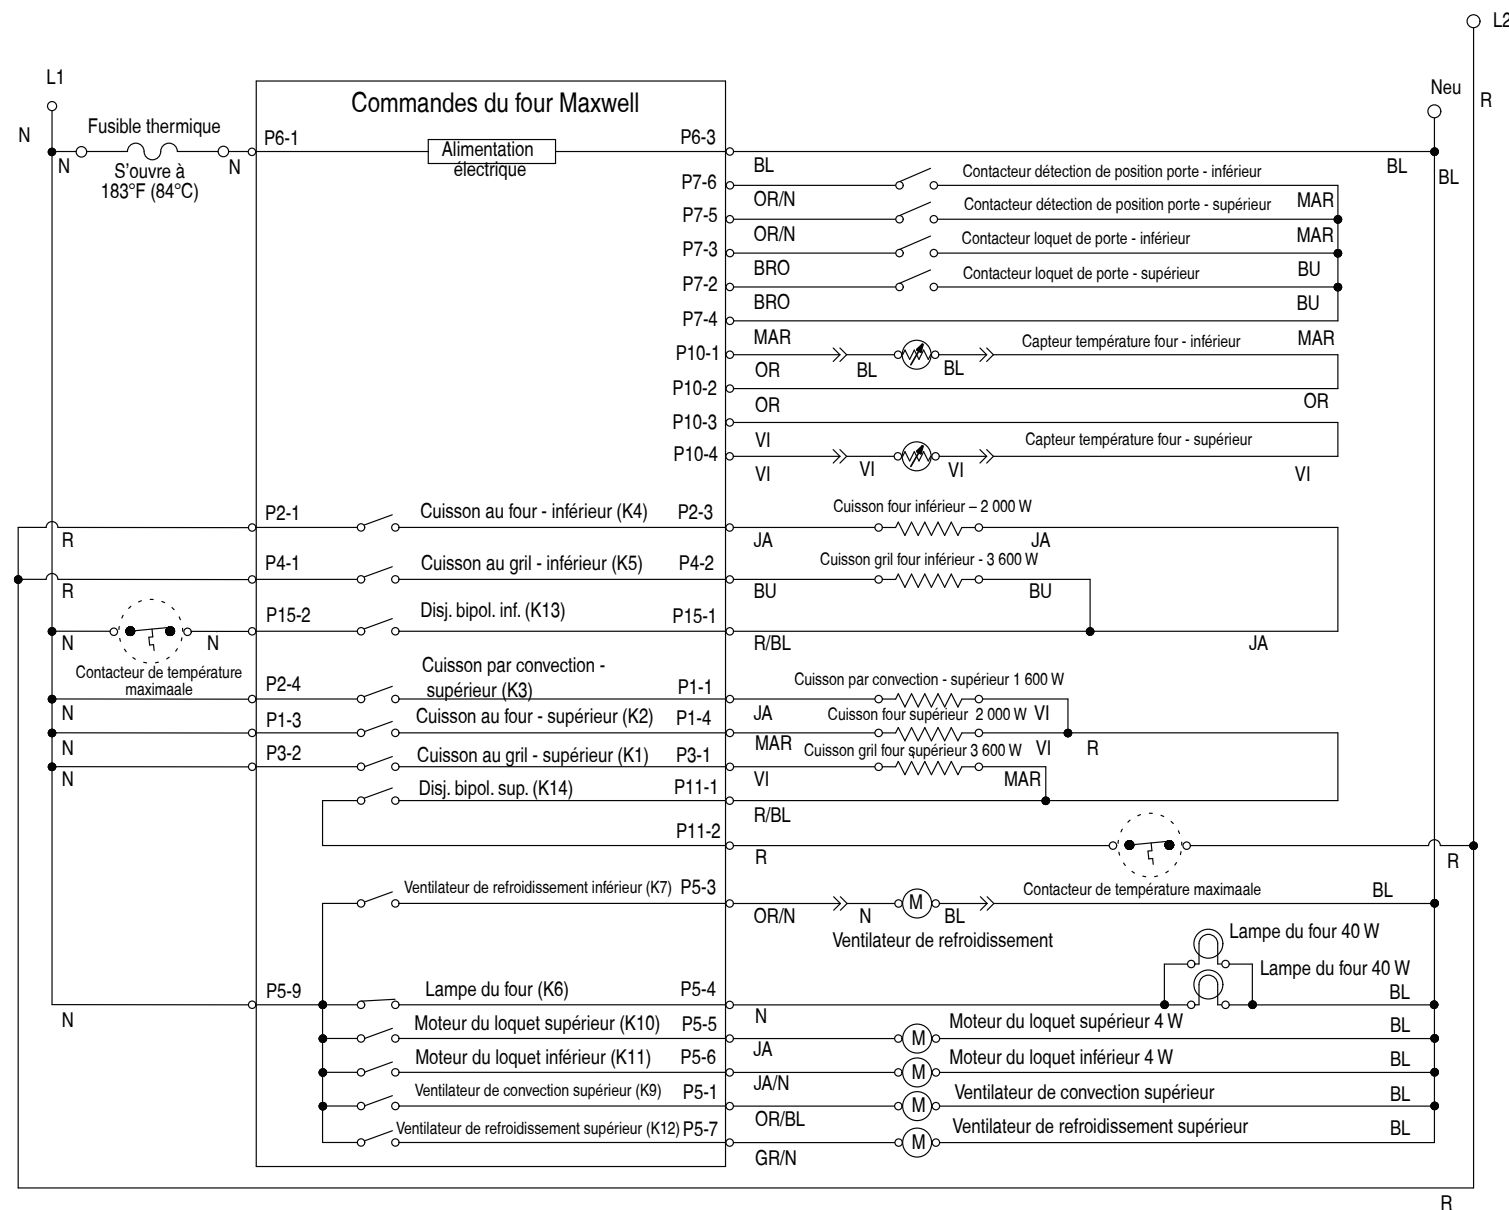 L2
L1
Neu
R
Commandes du four Maxwell
N
Fusible thermique
P6-1
P6-3
Alimentation
électrique
N
N
S'ouvre à
183°F (84°C)
BL
BL
BL
P7-6
Contacteur détection de position porte - inférieur
OR/N
MAR
P7-5
Contacteur détection de position porte - supérieur
OR/N
MAR
P7-3
Contacteur loquet de porte - inférieur
BRO
BU
P7-2
Contacteur loquet de porte - supérieur
BRO
BU
P7-4
MAR
MAR
P10-1
Capteur température four - inférieur
OR
BL
BL
P10-2
OR
OR
P10-3
VI
Capteur température four - supérieur
P10-4
VI
VI
VI
VI
P2-1
Cuisson au four - inférieur (K4)
P2-3
Cuisson four inférieur – 2 000 W
R
JA
JA
P4-1
Cuisson au gril - inférieur (K5)
P4-2
Cuisson gril four inférieur - 3 600 W
R
BU
BU
P15-2
Disj. bipol. inf. (K13)
P15-1
N
N
R/BL
JA
Contacteur de température
maximaale
Cuisson par convection -
supérieur (K3)
P2-4
P1-1
Cuisson par convection - supérieur 1 600 W
N
JA
VI
P1-3
Cuisson au four - supérieur (K2)
P1-4
Cuisson four supérieur 2 000 W
N
MAR
VI
R
P3-2
Cuisson au gril - supérieur (K1)
P3-1
Cuisson gril four supérieur 3 600 W
N
VI
MAR
Disj. bipol. sup. (K14)
P11-1
R/BL
P11-2
R
R
Ventilateur de refroidissement inférieur (K7)
P5-3
Contacteur de température maximaale
BL
OR/N
N
M
BL
Ventilateur de refroidissement
Lampe du four 40 W
Lampe du four 40 W
P5-9
Lampe du four (K6)
P5-4
BL
N
N
Moteur du loquet supérieur (K10)
P5-5
Moteur du loquet supérieur 4 W
BL
JA
M
Moteur du loquet inférieur (K11)
P5-6
Moteur du loquet inférieur 4 W
BL
JA/N
M
Ventilateur de convection supérieur (K9)
P5-1
Ventilateur de convection supérieur
BL
OR/BL
M
Ventilateur de refroidissement supérieur (K12)
P5-7
Ventilateur de refroidissement supérieur
BL
GR/N
M
R